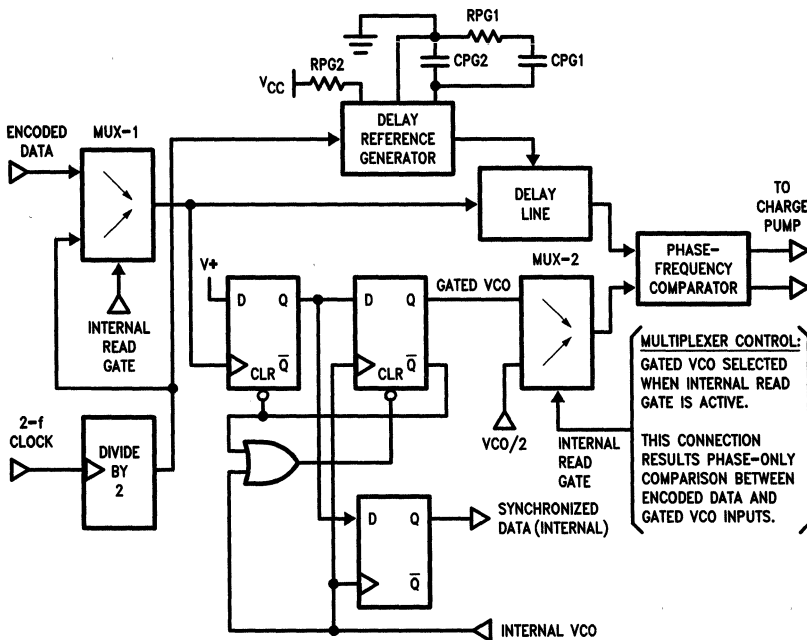 RPG1
CPG2
CPG1
RPG2
VCC
DELAY
REFERENCE
GENERATOR
ENCODED
DATA
MUX-1
DELAY
LINE
TO
CHARGE
PUMP
PHASE-
FREQUENCY
COMPARATOR
V+
D Q
CLR Q̅
D Q
CLR Q̅
GATED VCO
MUX-2
INTERNAL
READ
GATE
2-f
CLOCK
DIVIDE
BY
2
VCO/2
INTERNAL
READ
GATE
MULTIPLEXER CONTROL:
GATED VCO SELECTED
WHEN INTERNAL READ
GATE IS ACTIVE.
THIS CONNECTION
RESULTS PHASE-ONLY
COMPARISON BETWEEN
ENCODED DATA AND
GATED VCO INPUTS.
D Q
Q̅
SYNCHRONIZED
DATA (INTERNAL)
INTERNAL VCO